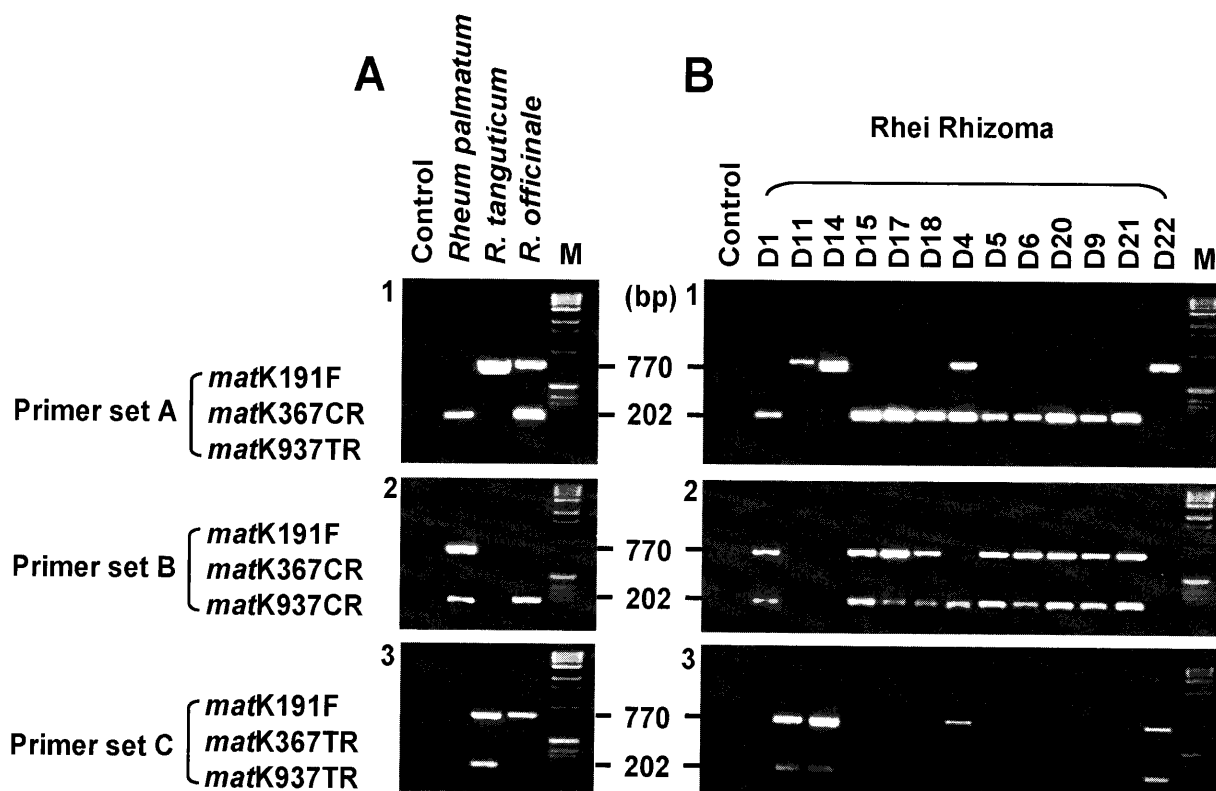 A
Control
Rheum palmatum
R. tanguticum
R. officinale
M
B
Rhei Rhizoma
Control
D1
D11
D14
D15
D17
D18
D4
D5
D6
D20
D9
D21
D22
M
1
(bp)
1
770
202
Primer set A
matK191F
matK367CR
matK937TR
2
2
770
202
Primer set B
matK191F
matK367CR
matK937CR
3
3
770
202
Primer set C
matK191F
matK367TR
matK937TR